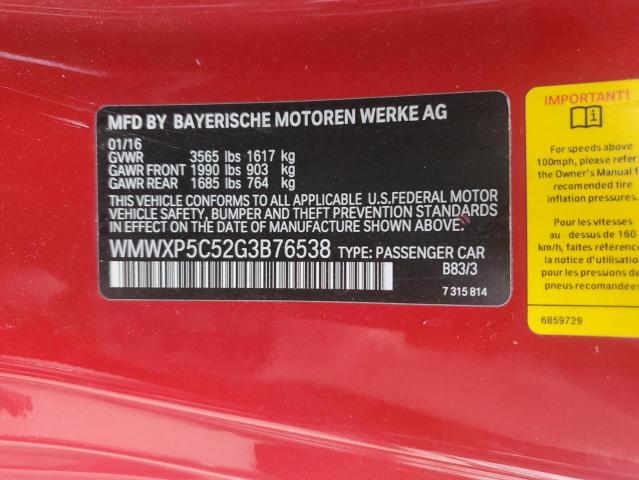 MFD BY BAYERISCHE MOTOREN WERKE AG
01/16
GVWR 3565 lbs 1617 kg
GAWR FRONT 1990 lbs 903 kg
GAWR REAR 1685 lbs 764 kg
THIS VEHICLE CONFORMS TO ALL APPLICABLE U.S.FEDERAL MOTOR
VEHICLE SAFETY, BUMPER AND THEFT PREVENTION STANDARDS
IN EFFECT ON THE DATE OF MANUFACTURE SHOWN ABOVE.
WMWXP5C52G3B76538 TYPE: PASSENGER CAR
B83/3
7 315 814
IMPORTANT!
i
For speeds above
100mph, please refer
the Owner's Manual f
recomended tire
inflation pressures.
Pour les vitesses
au - dessus de 160
km/h, faites référence
la notice d'utilisation
pour les pressions de
pneus recomandées
6859729